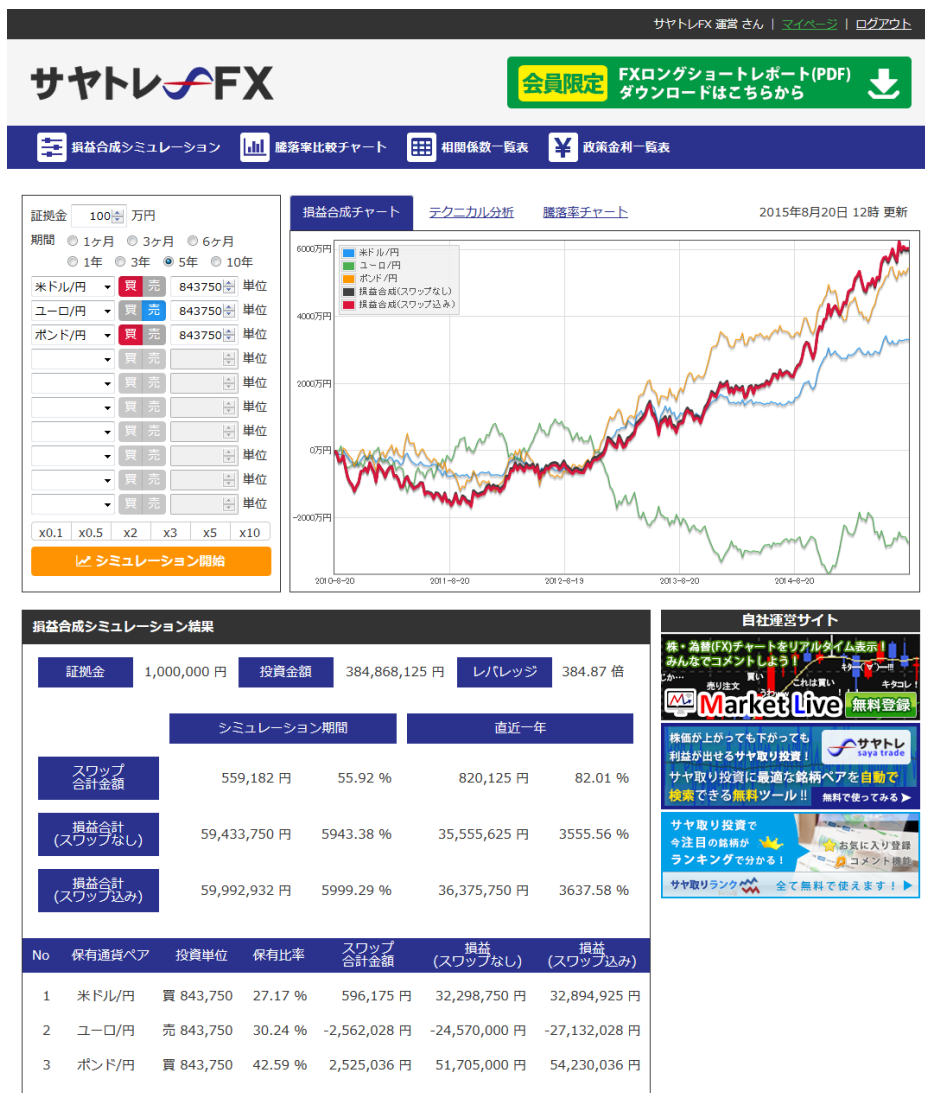 サヤトレFX 運営 さん | マイページ | ログアウト
サヤトレ FX
会員限定 FXロングショートレポート(PDF)
ダウンロードはこちらから
損益合成シミュレーション 騰落率比較チャート 相関係数一覧表 政策金利一覧表
証拠金 100 万円
期間 1ヶ月 3ヶ月 6ヶ月
1年 3年 5年 10年
米ドル/円 買 売 843750 単位
ユーロ/円 買 売 843750 単位
ポンド/円 買 売 843750 単位
買 売 単位
買 売 単位
買 売 単位
買 売 単位
買 売 単位
買 売 単位
買 売 単位
x0.1 x0.5 x2 x3 x5 x10
シミュレーション開始
損益合成チャート テクニカル分析 騰落率チャート 2015年8月20日 12時 更新
6000万円
4000万円
2000万円
0万円
-2000万円
米ドル/円
ユーロ/円
ポンド/円
損益合成(スワップなし)
損益合成(スワップ込み)
2010-8-20 2011-8-20 2012-8-19 2013-8-20 2014-8-20
損益合成シミュレーション結果
証拠金 1,000,000 円 投資金額 384,868,125 円 レバレッジ 384.87 倍
シミュレーション期間 直近一年
スワップ
合計金額 559,182 円 55.92 % 820,125 円 82.01 %
損益合計
(スワップなし) 59,433,750 円 5943.38 % 35,555,625 円 3555.56 %
損益合計
(スワップ込み) 59,992,932 円 5999.29 % 36,375,750 円 3637.58 %
No 保有通貨ペア 投資単位 保有比率 スワップ
合計金額 損益
(スワップなし) 損益
(スワップ込み)
1 米ドル/円 買 843,750 27.17 % 596,175 円 32,298,750 円 32,894,925 円
2 ユーロ/円 売 843,750 30.24 % -2,562,028 円 -24,570,000 円 -27,132,028 円
3 ポンド/円 買 843,750 42.59 % 2,525,036 円 51,705,000 円 54,230,036 円
自社運営サイト
株・為替(FX)チャートをリアルタイム表示!
みんなでコメントしよう!
売り注文
買い
これは買い
キタコレ!
Market Live 無料登録
株価が上がっても下がっても
利益が出せるサヤ取り投資!
サヤトレ
saya trade
サヤ取り投資に最適な銘柄ペアを自動で
検索できる無料ツール!! 無料で使ってみる
サヤ取り投資で
今注目の銘柄が
ランキングで分かる!
お気に入り登録
コメント機能
サヤ取りランク 全て無料で使えます!